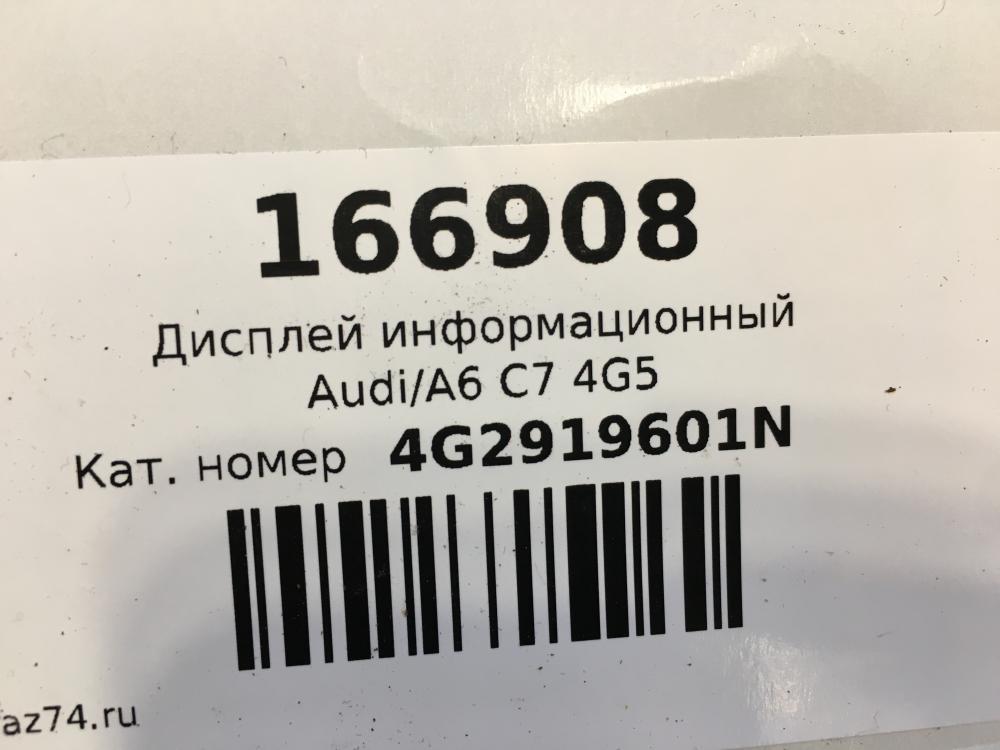 166908
Дисплей информационный
Audi/A6 C7 4G5
Кат. номер 4G2919601N
az74.ru